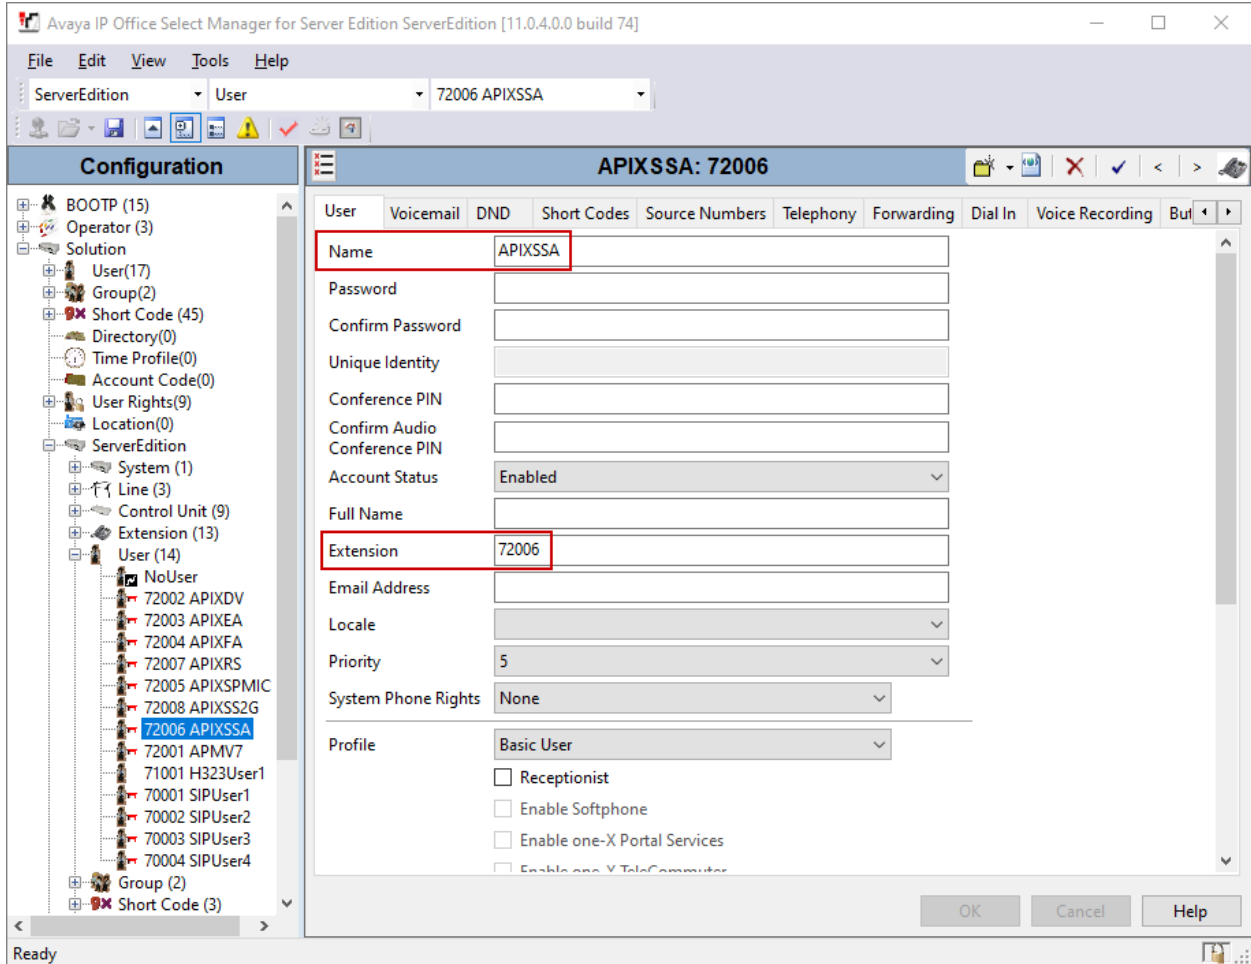 Avaya IP Office Select Manager for Server Edition ServerEdition [11.0.4.0.0 build 74]
File Edit View Tools Help
ServerEdition User 72006 APIXSSA
Configuration
BOOTP (15)
Operator (3)
Solution
User(17)
Group(2)
Short Code (45)
Directory(0)
Time Profile(0)
Account Code(0)
User Rights(9)
Location(0)
ServerEdition
System (1)
Line (3)
Control Unit (9)
Extension (13)
User (14)
NoUser
72002 APIXDV
72003 APIXEA
72004 APIXFA
72007 APIXRS
72005 APIXSPMIC
72008 APIXSS2G
72006 APIXSSA
72001 APMV7
71001 H323User1
70001 SIPUser1
70002 SIPUser2
70003 SIPUser3
70004 SIPUser4
Group (2)
Short Code (3)
APIXSSA: 72006
User Voicemail DND Short Codes Source Numbers Telephony Forwarding Dial In Voice Recording But
Name APIXSSA
Password
Confirm Password
Unique Identity
Conference PIN
Confirm Audio
Conference PIN
Account Status Enabled
Full Name
Extension 72006
Email Address
Locale
Priority 5
System Phone Rights None
Profile Basic User
Receptionist
Enable Softphone
Enable one-X Portal Services
Enable one-X TeleCommuter
OK Cancel Help
Ready